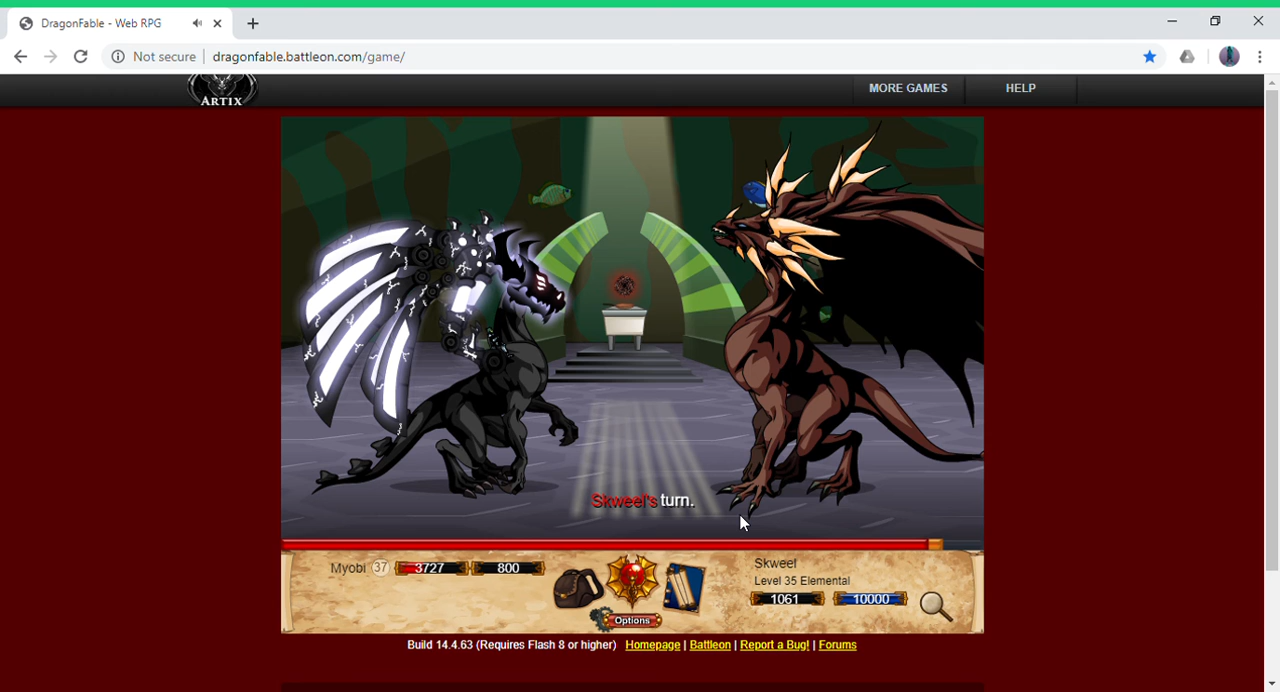 DragonFable - Web RPG
Not secure | dragonfable.battleon.com/game/
ARTIX
MORE GAMES
HELP
Skweel's turn.
Myobi 37 3727 800
Options
Skweel
Level 35 Elemental
1061 10000
Build 14.4.63 (Requires Flash 8 or higher) Homepage | Battleon | Report a Bug! | Forums